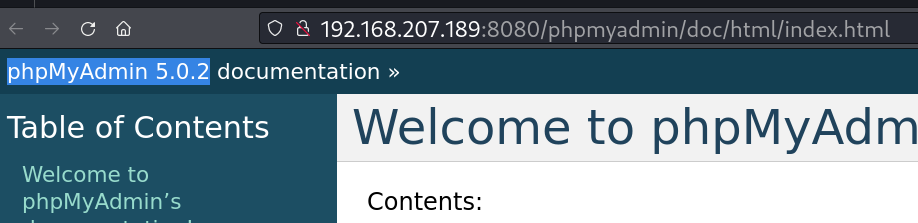 192.168.207.189:8080/phpmyadmin/doc/html/index.html
phpMyAdmin 5.0.2 documentation »
Table of Contents
Welcome to
phpMyAdmin’s
Welcome to phpMyAdm
Contents: